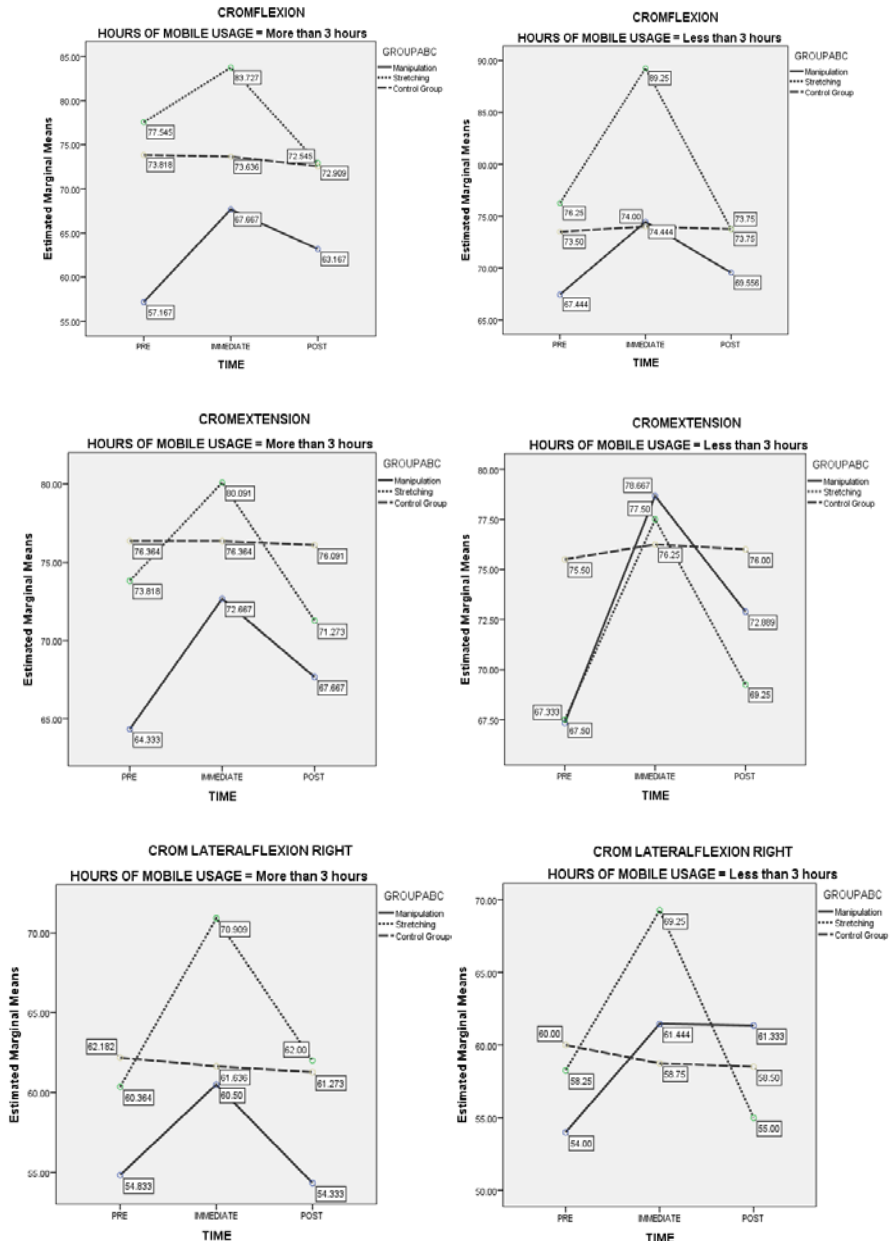 CROMFLEXION
HOURS OF MOBILE USAGE = More than 3 hours
GROUPABC
Manipulation
Stretching
Control Group
Estimated Marginal Means
85.00
80.00
75.00
70.00
65.00
60.00
55.00
77.545
83.727
72.545
73.818
73.636
72.909
67.667
63.167
57.167
PRE
IMMEDIATE
POST
TIME
CROMFLEXION
HOURS OF MOBILE USAGE = Less than 3 hours
GROUPABC
Manipulation
Stretching
Control Group
Estimated Marginal Means
90.00
85.00
80.00
75.00
70.00
65.00
89.25
76.25
74.00
73.75
73.50
74.444
73.75
67.444
69.556
PRE
IMMEDIATE
POST
TIME
CROMEXTENSION
HOURS OF MOBILE USAGE = More than 3 hours
GROUPABC
Manipulation
Stretching
Control Group
Estimated Marginal Means
80.00
75.00
70.00
65.00
80.091
76.364
76.364
76.091
73.818
72.667
71.273
67.667
64.333
PRE
IMMEDIATE
POST
TIME
CROMEXTENSION
HOURS OF MOBILE USAGE = Less than 3 hours
GROUPABC
Manipulation
Stretching
Control Group
Estimated Marginal Means
80.00
77.50
75.00
72.50
70.00
67.50
78.667
77.50
75.50
76.25
76.00
72.889
69.25
67.333
67.50
PRE
IMMEDIATE
POST
TIME
CROM LATERALFLEXION RIGHT
HOURS OF MOBILE USAGE = More than 3 hours
GROUPABC
Manipulation
Stretching
Control Group
Estimated Marginal Means
70.00
65.00
60.00
55.00
70.909
62.182
62.00
60.364
61.636
61.273
60.50
54.833
54.333
PRE
IMMEDIATE
POST
TIME
CROM LATERALFLEXION RIGHT
HOURS OF MOBILE USAGE = Less than 3 hours
GROUPABC
Manipulation
Stretching
Control Group
Estimated Marginal Means
70.00
65.00
60.00
55.00
50.00
69.25
60.00
61.444
61.333
58.25
58.75
58.50
54.00
55.00
PRE
IMMEDIATE
POST
TIME